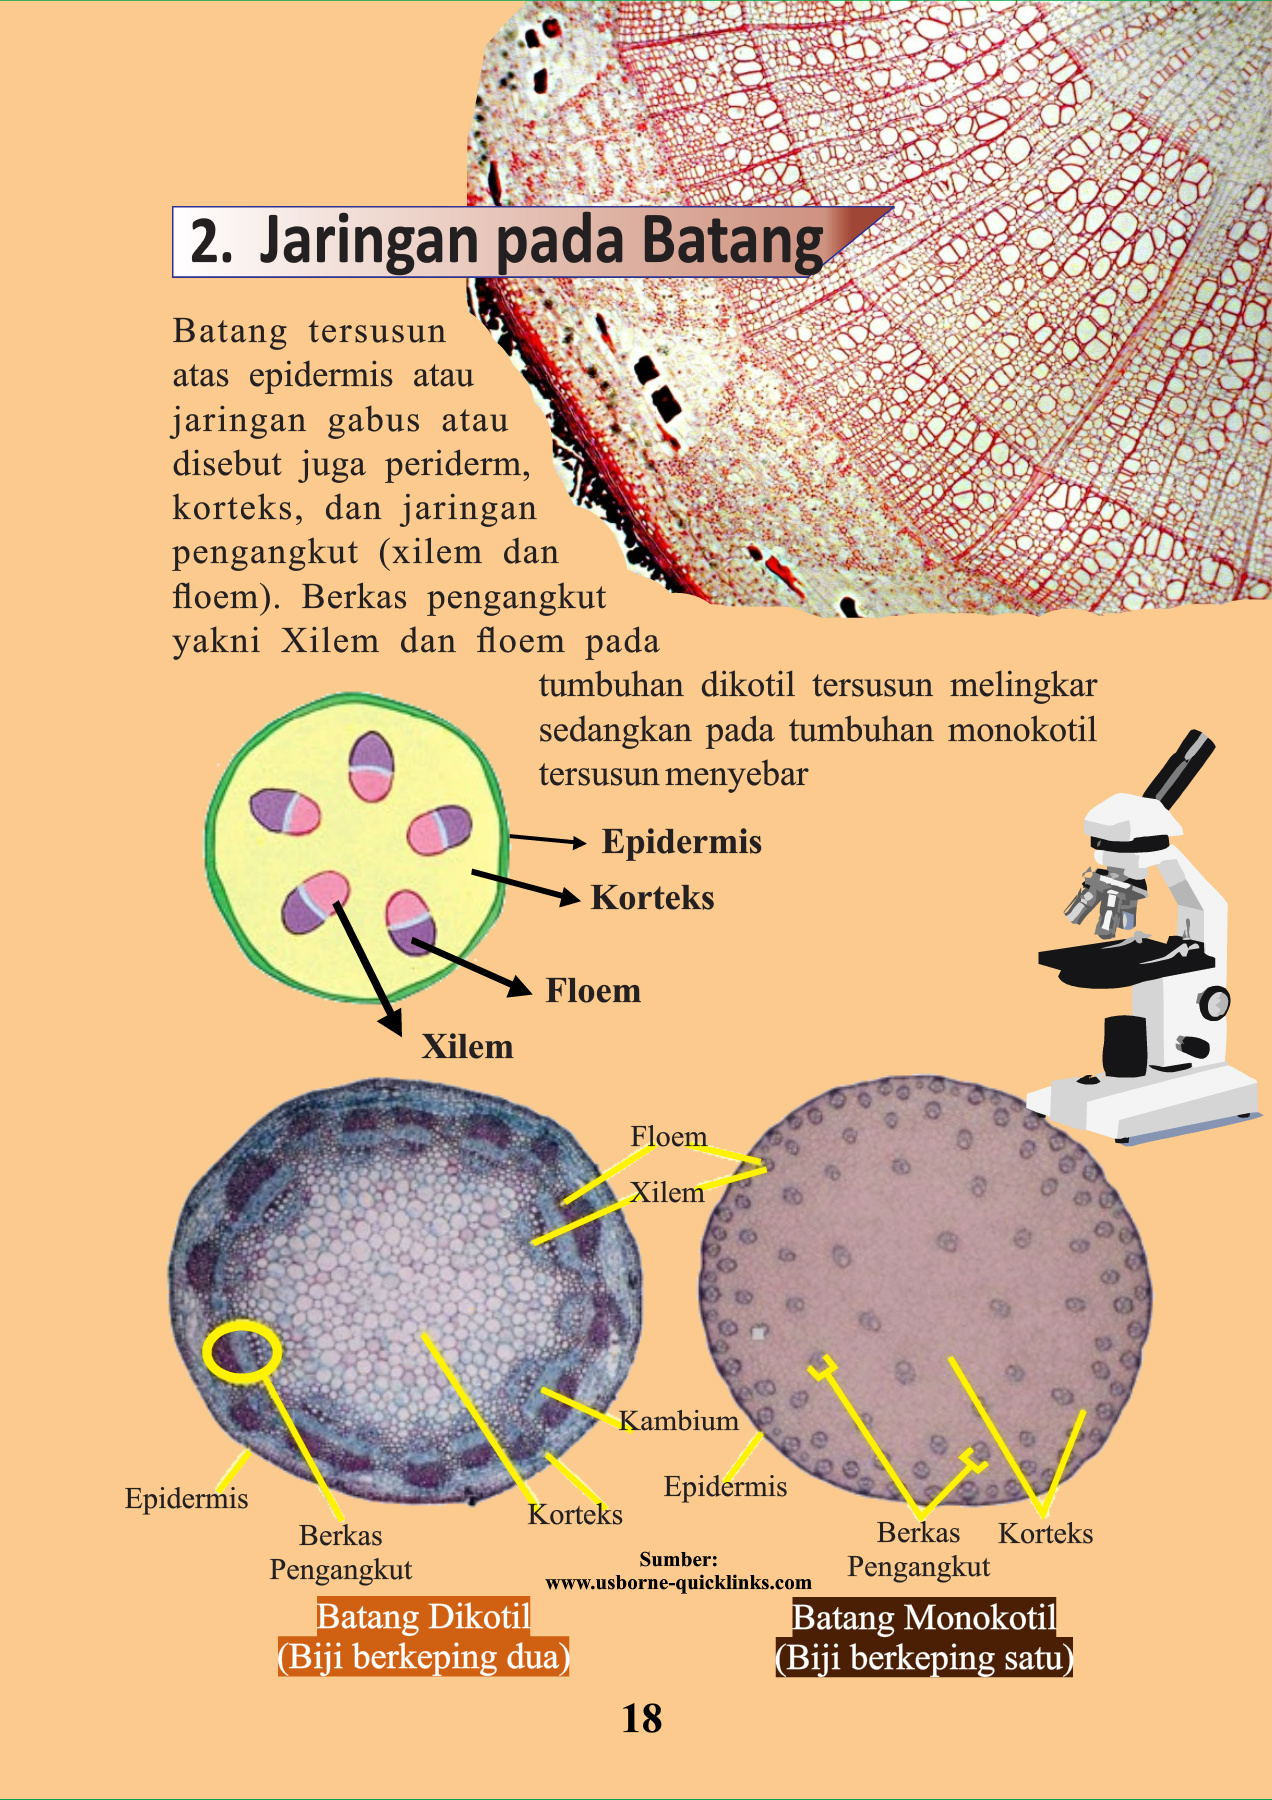 2. Jaringan pada Batang
Batang tersusun
atas epidermis atau
jaringan gabus atau
disebut juga periderm,
korteks, dan jaringan
pengangkut (xilem dan
floem). Berkas pengangkut
yakni Xilem dan floem pada
tumbuhan dikotil tersusun melingkar
sedangkan pada tumbuhan monokotil
tersusun menyebar
Epidermis
Korteks
Floem
Xilem
Floem
Xilem
Kambium
Epidermis
Korteks
Berkas
Pengangkut
Epidermis
Berkas
Pengangkut
Korteks
Sumber:
www.usborne-quicklinks.com
Batang Dikotil
(Biji berkeping dua)
Batang Monokotil
(Biji berkeping satu)
18